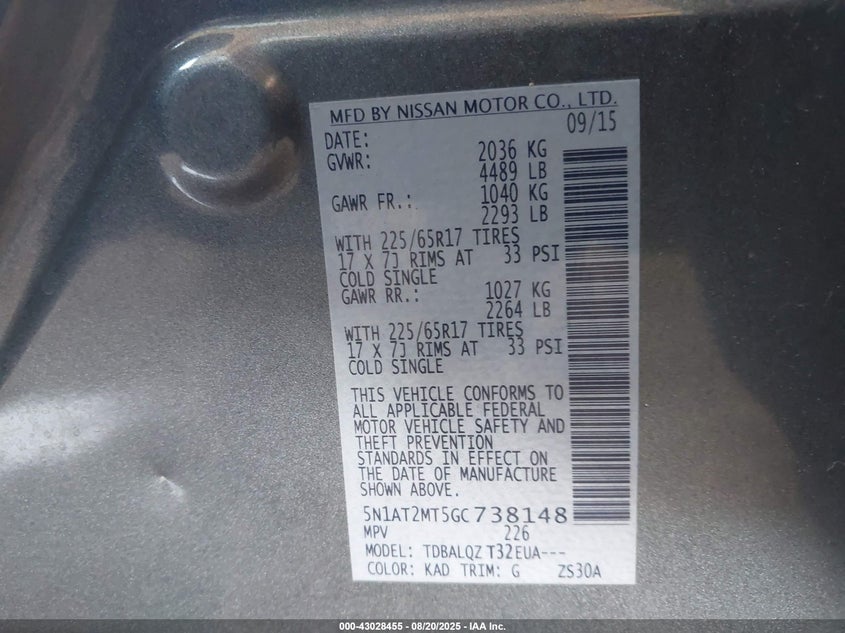 MFD BY NISSAN MOTOR CO., LTD.
DATE: 09/15
GVWR: 2036 KG
4489 LB
GAWR FR.: 1040 KG
2293 LB
WITH 225/65R17 TIRES
17 X 7J RIMS AT 33 PSI
COLD SINGLE
GAWR RR.: 1027 KG
2264 LB
WITH 225/65R17 TIRES
17 X 7J RIMS AT 33 PSI
COLD SINGLE
THIS VEHICLE CONFORMS TO
ALL APPLICABLE FEDERAL
MOTOR VEHICLE SAFETY AND
THEFT PREVENTION
STANDARDS IN EFFECT ON
THE DATE OF MANUFACTURE
SHOWN ABOVE.
5N1AT2MT5GC738148
MPV 226
MODEL: TDBALQZ T32EUA---
COLOR: KAD TRIM: G ZS30A
000-43028455 - 08/20/2025 - IAA Inc.